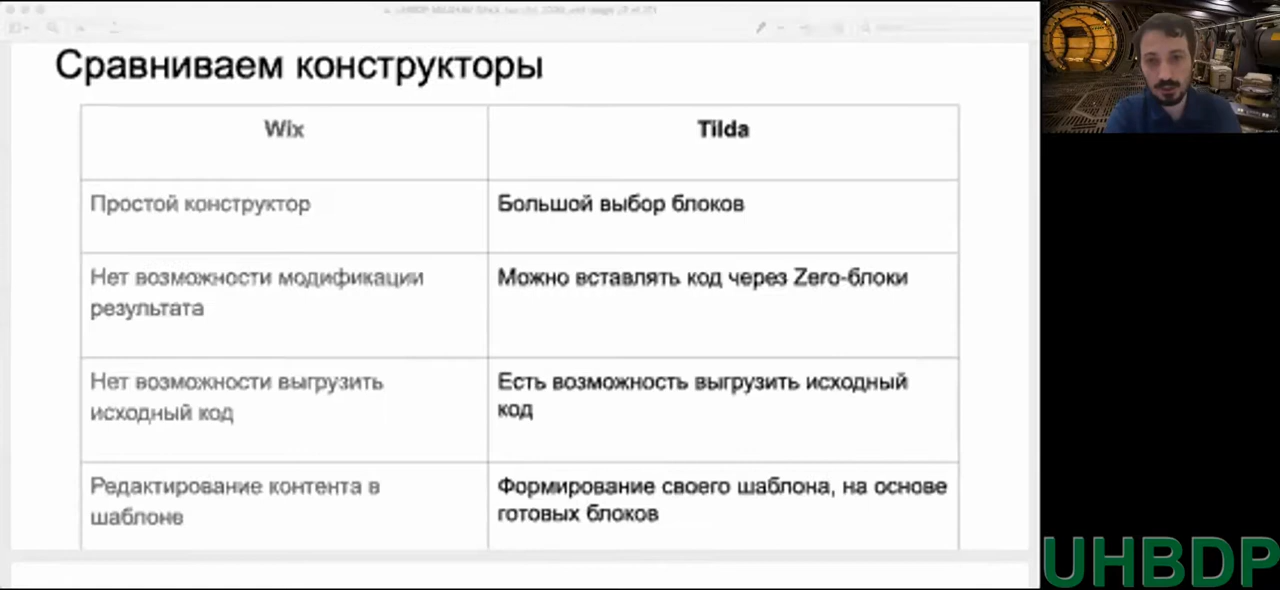 Сравниваем конструкторы
Wix
Tilda
Простой конструктор
Большой выбор блоков
Нет возможности модификации
результата
Можно вставлять код через Zero-блоки
Нет возможности выгрузить
исходный код
Есть возможность выгрузить исходный
код
Редактирование контента в
шаблоне
Формирование своего шаблона, на основе
готовых блоков
UHBDP